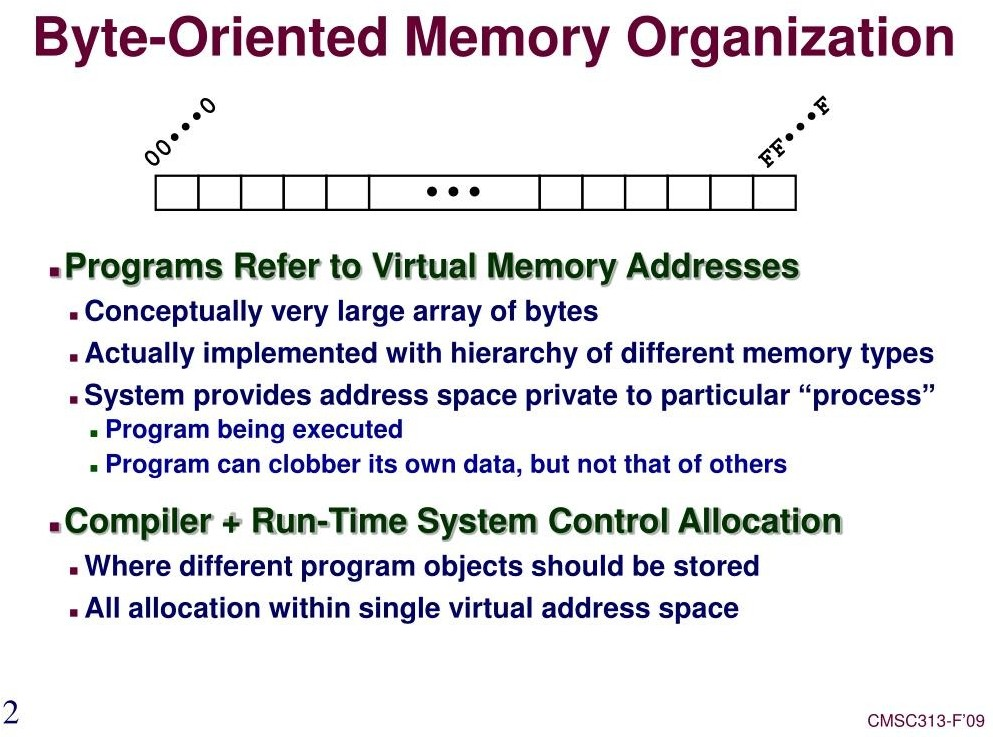 Byte-Oriented Memory Organization
00•••0
FF•••F
•••
Programs Refer to Virtual Memory Addresses
Conceptually very large array of bytes
Actually implemented with hierarchy of different memory types
System provides address space private to particular “process”
Program being executed
Program can clobber its own data, but not that of others
Compiler + Run-Time System Control Allocation
Where different program objects should be stored
All allocation within single virtual address space
2
CMSC313-F’09